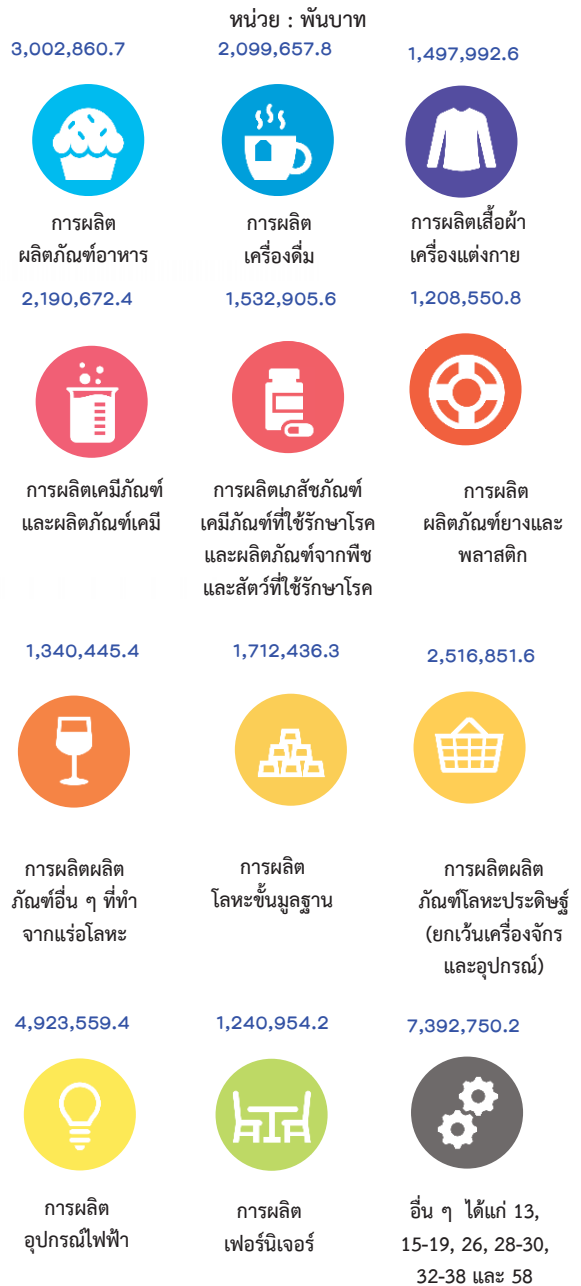 หน่วย : พันบาท
3,002,860.7
2,099,657.8
1,497,992.6
การผลิต
ผลิตภัณฑ์อาหาร
การผลิต
เครื่องดื่ม
การผลิตเสื้อผ้า
เครื่องแต่งกาย
2,190,672.4
1,532,905.6
1,208,550.8
การผลิตเคมีภัณฑ์
และผลิตภัณฑ์เคมี
การผลิตเภสัชภัณฑ์
เคมีภัณฑ์ที่ใช้รักษาโรค
และผลิตภัณฑ์จากพืช
และสัตว์ที่ใช้รักษาโรค
การผลิต
ผลิตภัณฑ์ยางและ
พลาสติก
1,340,445.4
1,712,436.3
2,516,851.6
การผลิตผลิต
ภัณฑ์อื่น ๆ ที่ทำ
จากแร่อโลหะ
การผลิต
โลหะขั้นมูลฐาน
การผลิตผลิต
ภัณฑ์โลหะประดิษฐ์
(ยกเว้นเครื่องจักร
และอุปกรณ์)
4,923,559.4
1,240,954.2
7,392,750.2
การผลิต
อุปกรณ์ไฟฟ้า
การผลิต
เฟอร์นิเจอร์
อื่น ๆ ได้แก่ 13,
15-19, 26, 28-30,
32-38 และ 58